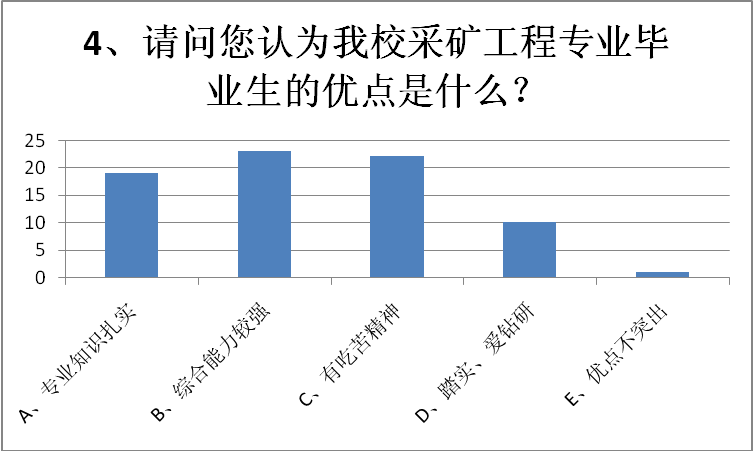 4、请问您认为我校采矿工程专业毕
业生的优点是什么？
25
20
15
10
5
0
A、专业知识扎实
B、综合能力较强
C、有吃苦精神
D、踏实、爱钻研
E、优点不突出